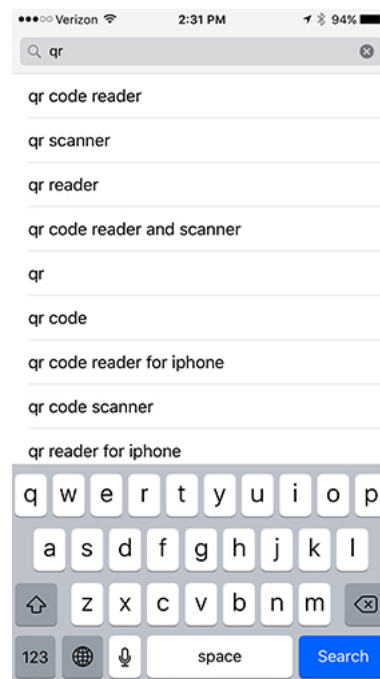 Verizon 2:31 PM 94%
qr
qr code reader
qr scanner
qr reader
qr code reader and scanner
qr
qr code
qr code reader for iphone
qr code scanner
qr reader for iphone
q w e r t y u i o p
a s d f g h j k l
z x c v b n m
123 space Search